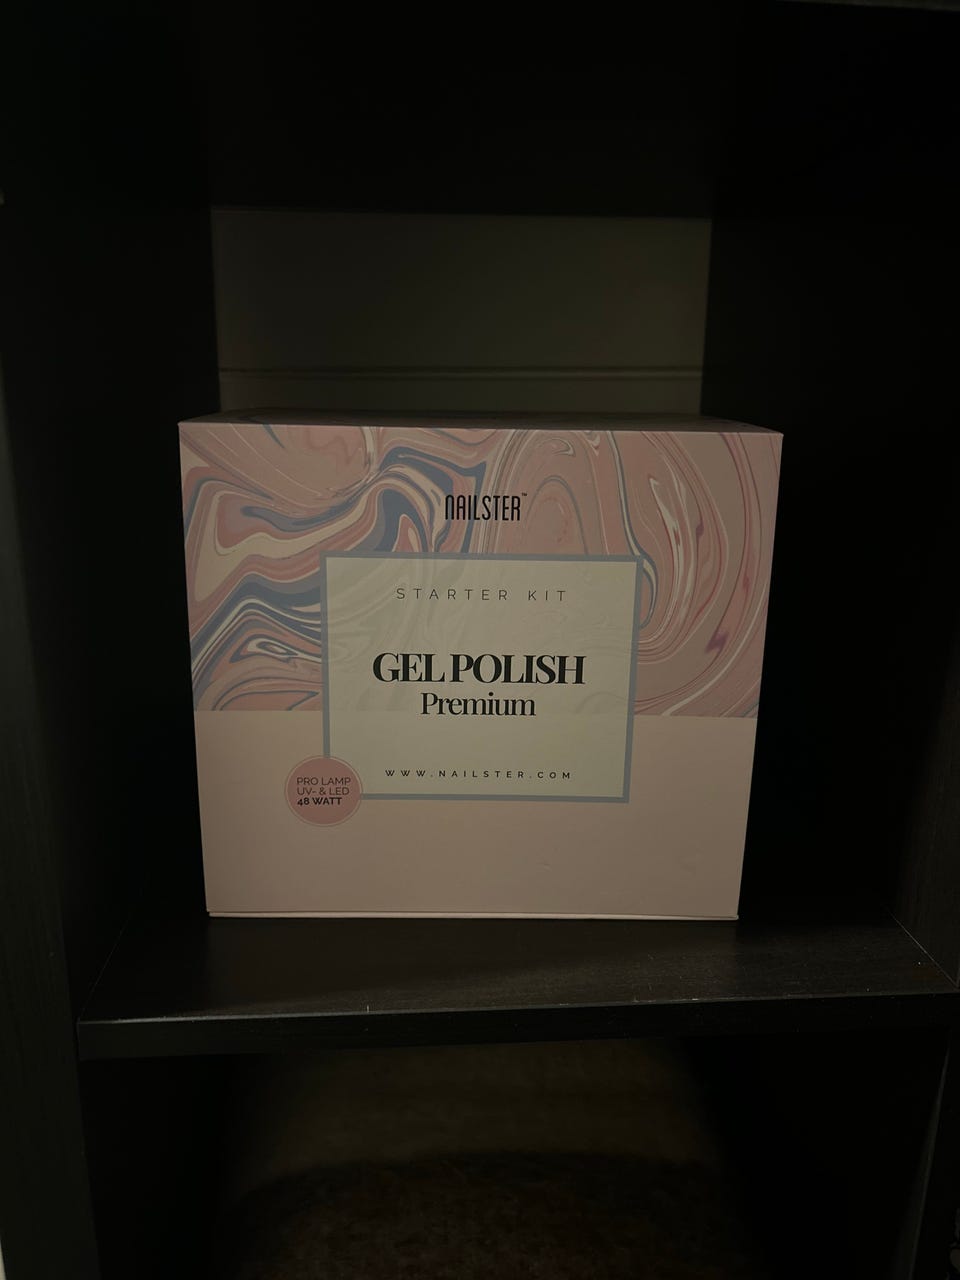 NAILSTER™
STARTER KIT
GEL POLISH
Premium
WWW.NAILSTER.COM
PRO LAMP
UV- & LED
48 WATT